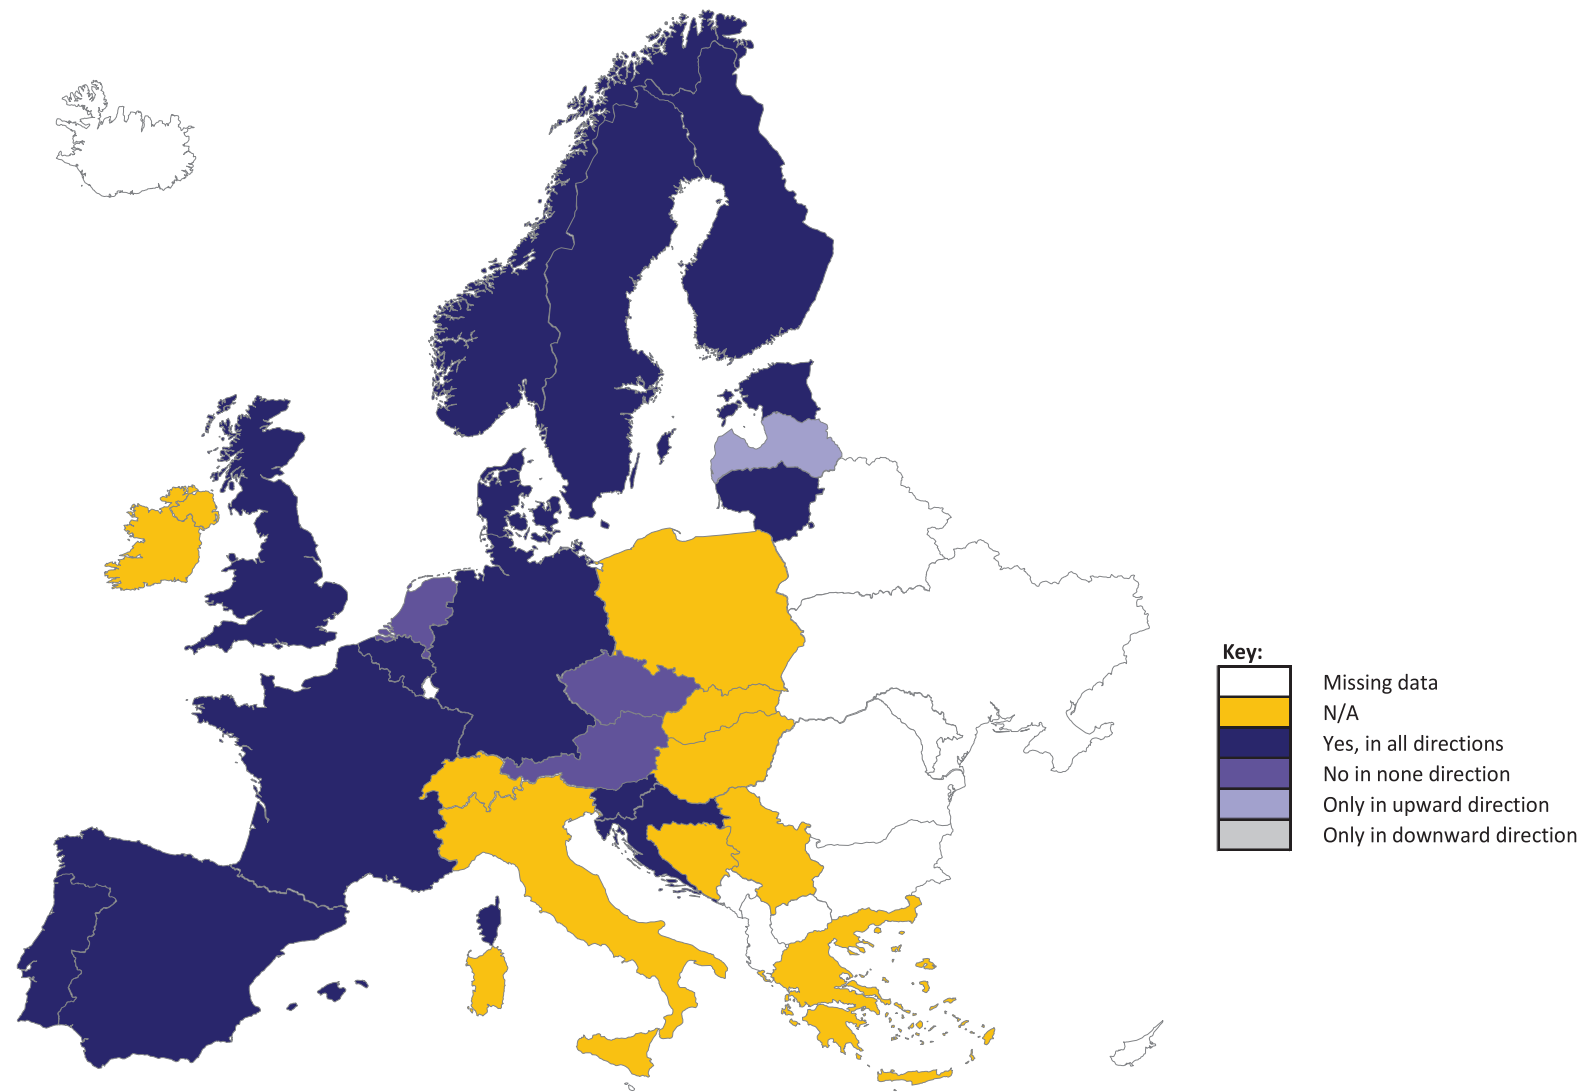 Key:
Missing data
N/A
Yes, in all directions
No in none direction
Only in upward direction
Only in downward direction